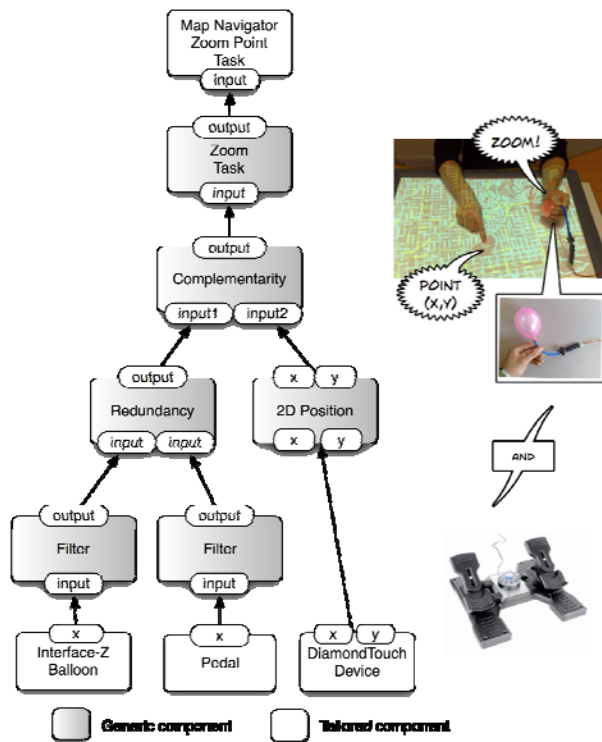 Map Navigator
Zoom Point
Task
input
output
Zoom
Task
input
output
Complementarity
input1 input2
output
Redundancy
input input
x y
2D Position
x y
output
Filter
input
output
Filter
input
x
Interface-Z
Balloon
x
Pedal
x y
DiamondTouch
Device
Generic component
Tailored component
ZOOM!
POINT
(X,Y)
AND